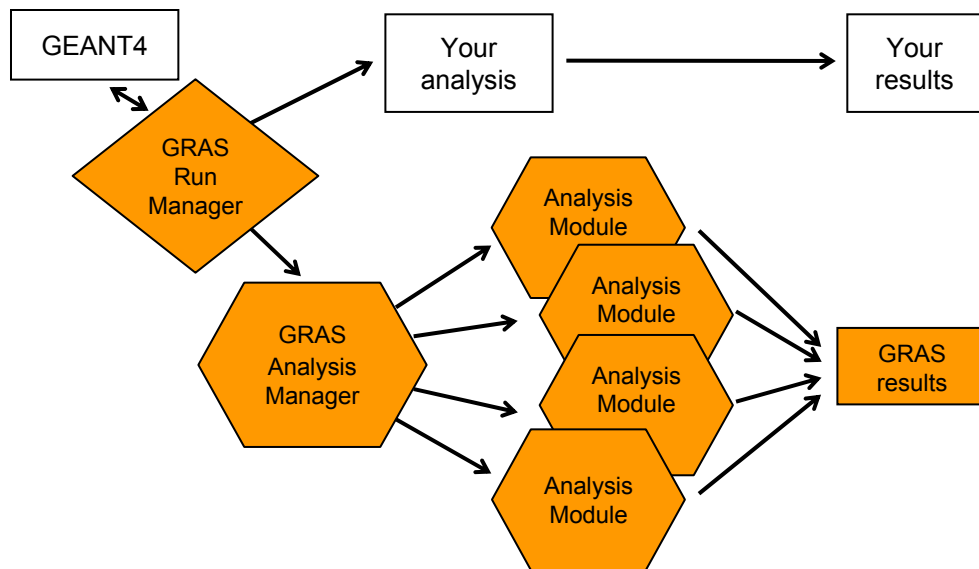 GEANT4
Your
analysis
Your
results
GRAS
Run
Manager
Analysis
Module
Analysis
Module
GRAS
Analysis
Manager
Analysis
Module
GRAS
results
Analysis
Module